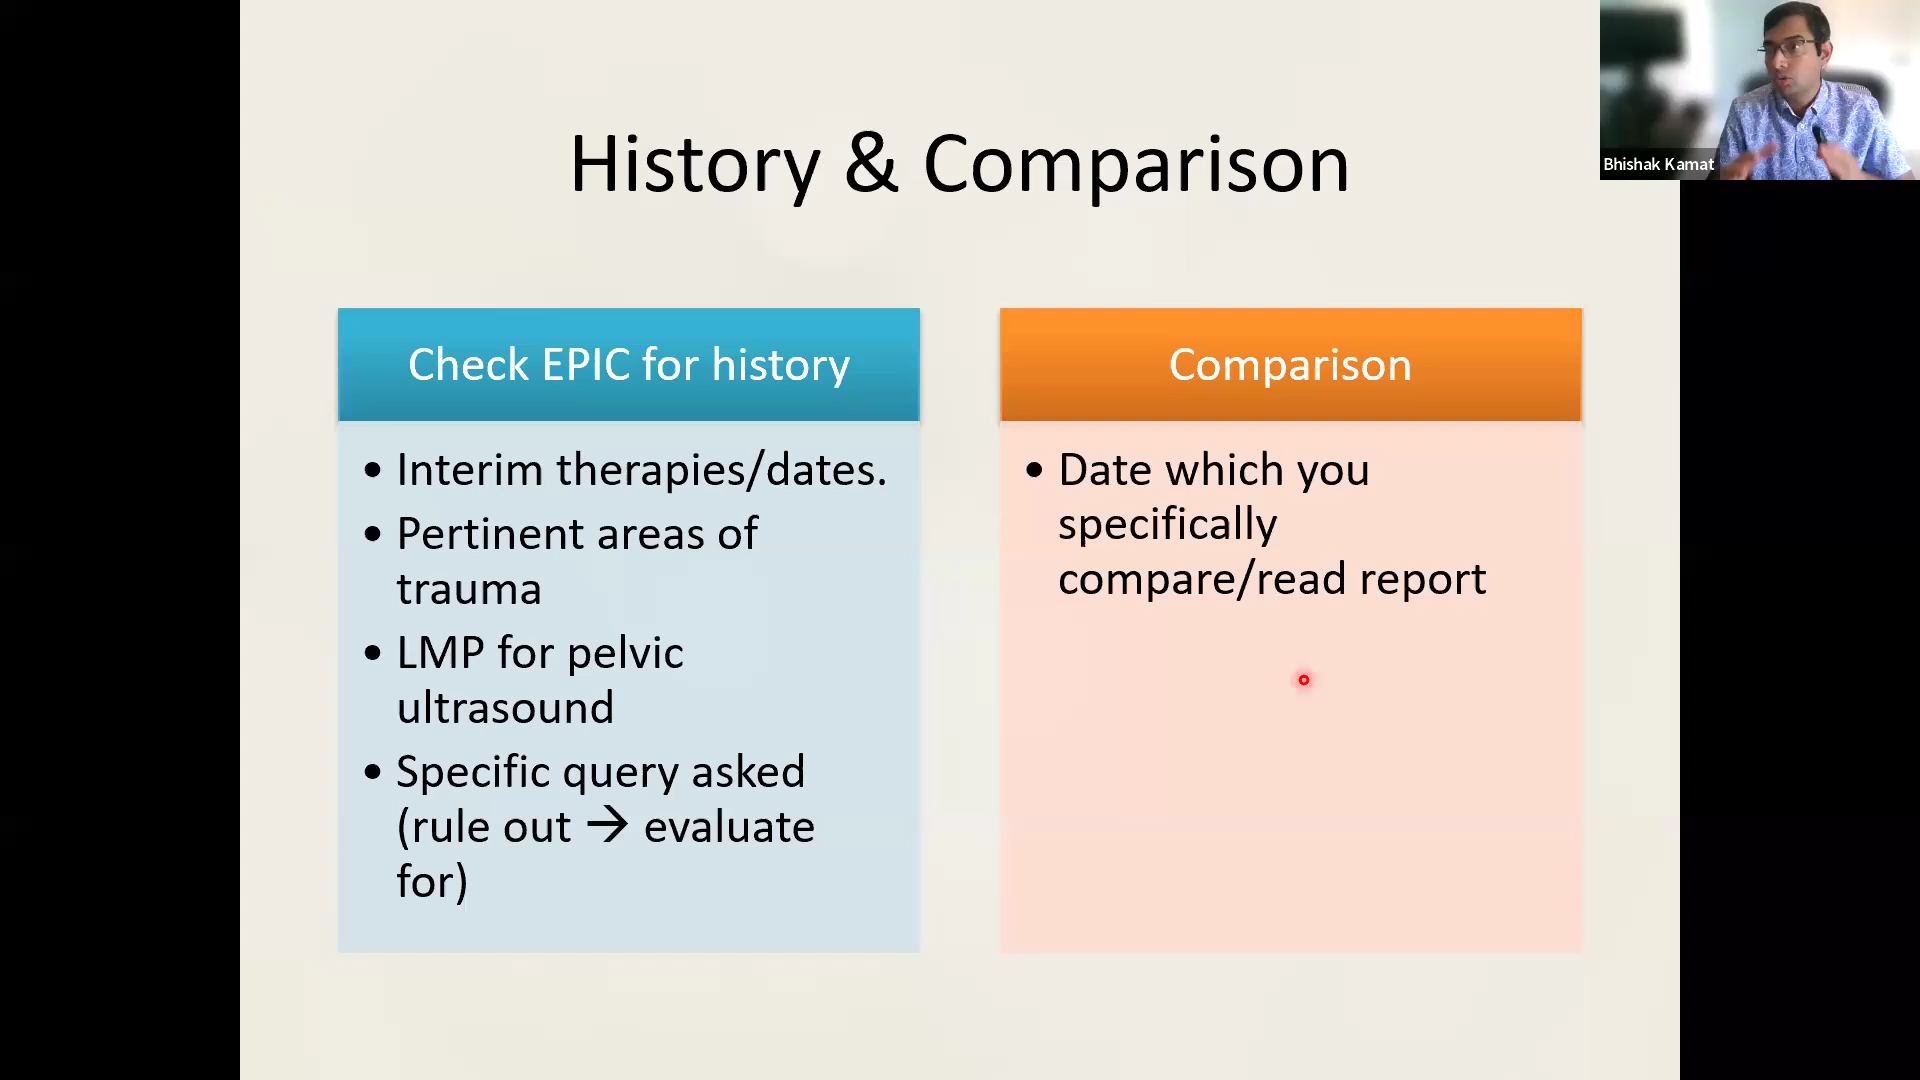 History & Comparison
Check EPIC for history
• Interim therapies/dates.
• Pertinent areas of
trauma
• LMP for pelvic
ultrasound
• Specific query asked
(rule out → evaluate
for)
Comparison
• Date which you
specifically
compare/read report
Bhishak Kamat